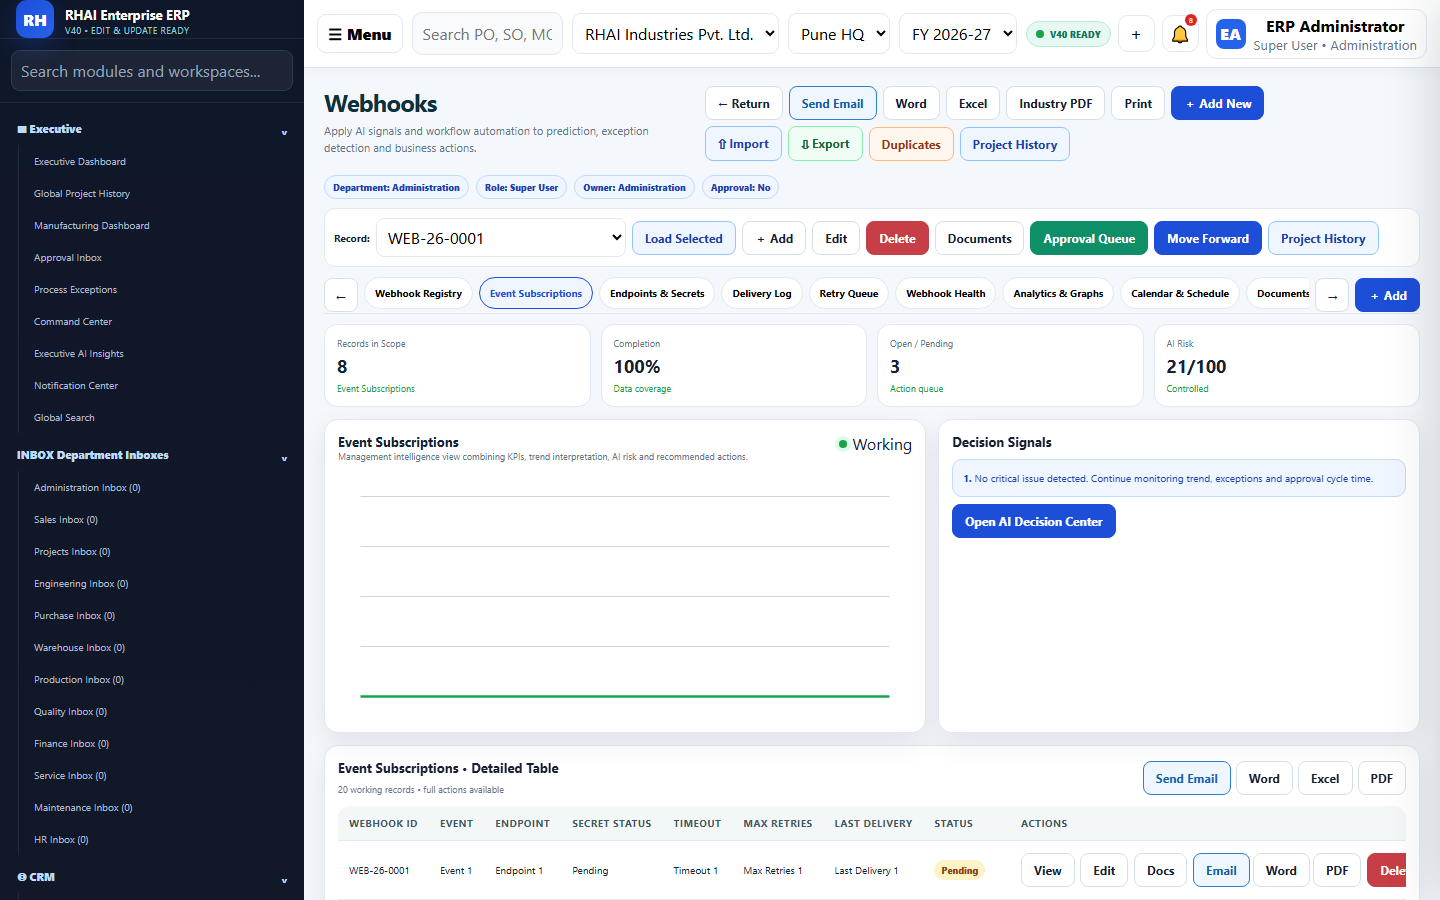 RH
RHAI Enterprise ERP
V40 • EDIT & UPDATE READY
Search modules and workspaces...
Executive
Executive Dashboard
Global Project History
Manufacturing Dashboard
Approval Inbox
Process Exceptions
Command Center
Executive AI Insights
Notification Center
Global Search
INBOX Department Inboxes
Administration Inbox (0)
Sales Inbox (0)
Projects Inbox (0)
Engineering Inbox (0)
Purchase Inbox (0)
Warehouse Inbox (0)
Production Inbox (0)
Quality Inbox (0)
Finance Inbox (0)
Service Inbox (0)
Maintenance Inbox (0)
HR Inbox (0)
CRM
☰ Menu
Search PO, SO, MC
RHAI Industries Pvt. Ltd.
Pune HQ
FY 2026-27
V40 READY
+
8
EA
ERP Administrator
Super User • Administration
Webhooks
Apply AI signals and workflow automation to prediction, exception
detection and business actions.
← Return
Send Email
Word
Excel
Industry PDF
Print
+ Add New
⇧ Import
⇩ Export
Duplicates
Project History
Department: Administration
Role: Super User
Owner: Administration
Approval: No
Record:
WEB-26-0001
Load Selected
+ Add
Edit
Delete
Documents
Approval Queue
Move Forward
Project History
←
Webhook Registry
Event Subscriptions
Endpoints & Secrets
Delivery Log
Retry Queue
Webhook Health
Analytics & Graphs
Calendar & Schedule
Documents
→
+ Add
Records in Scope
8
Event Subscriptions
Completion
100%
Data coverage
Open / Pending
3
Action queue
AI Risk
21/100
Controlled
Event Subscriptions
Management intelligence view combining KPIs, trend interpretation, AI risk and recommended actions.
Working
Decision Signals
1. No critical issue detected. Continue monitoring trend, exceptions and approval cycle time.
Open AI Decision Center
Event Subscriptions • Detailed Table
20 working records • full actions available
Send Email
Word
Excel
PDF
WEBHOOK ID EVENT ENDPOINT SECRET STATUS TIMEOUT MAX RETRIES LAST DELIVERY STATUS ACTIONS
WEB-26-0001 Event 1 Endpoint 1 Pending Timeout 1 Max Retries 1 Last Delivery 1 Pending View Edit Docs Email Word PDF Dele